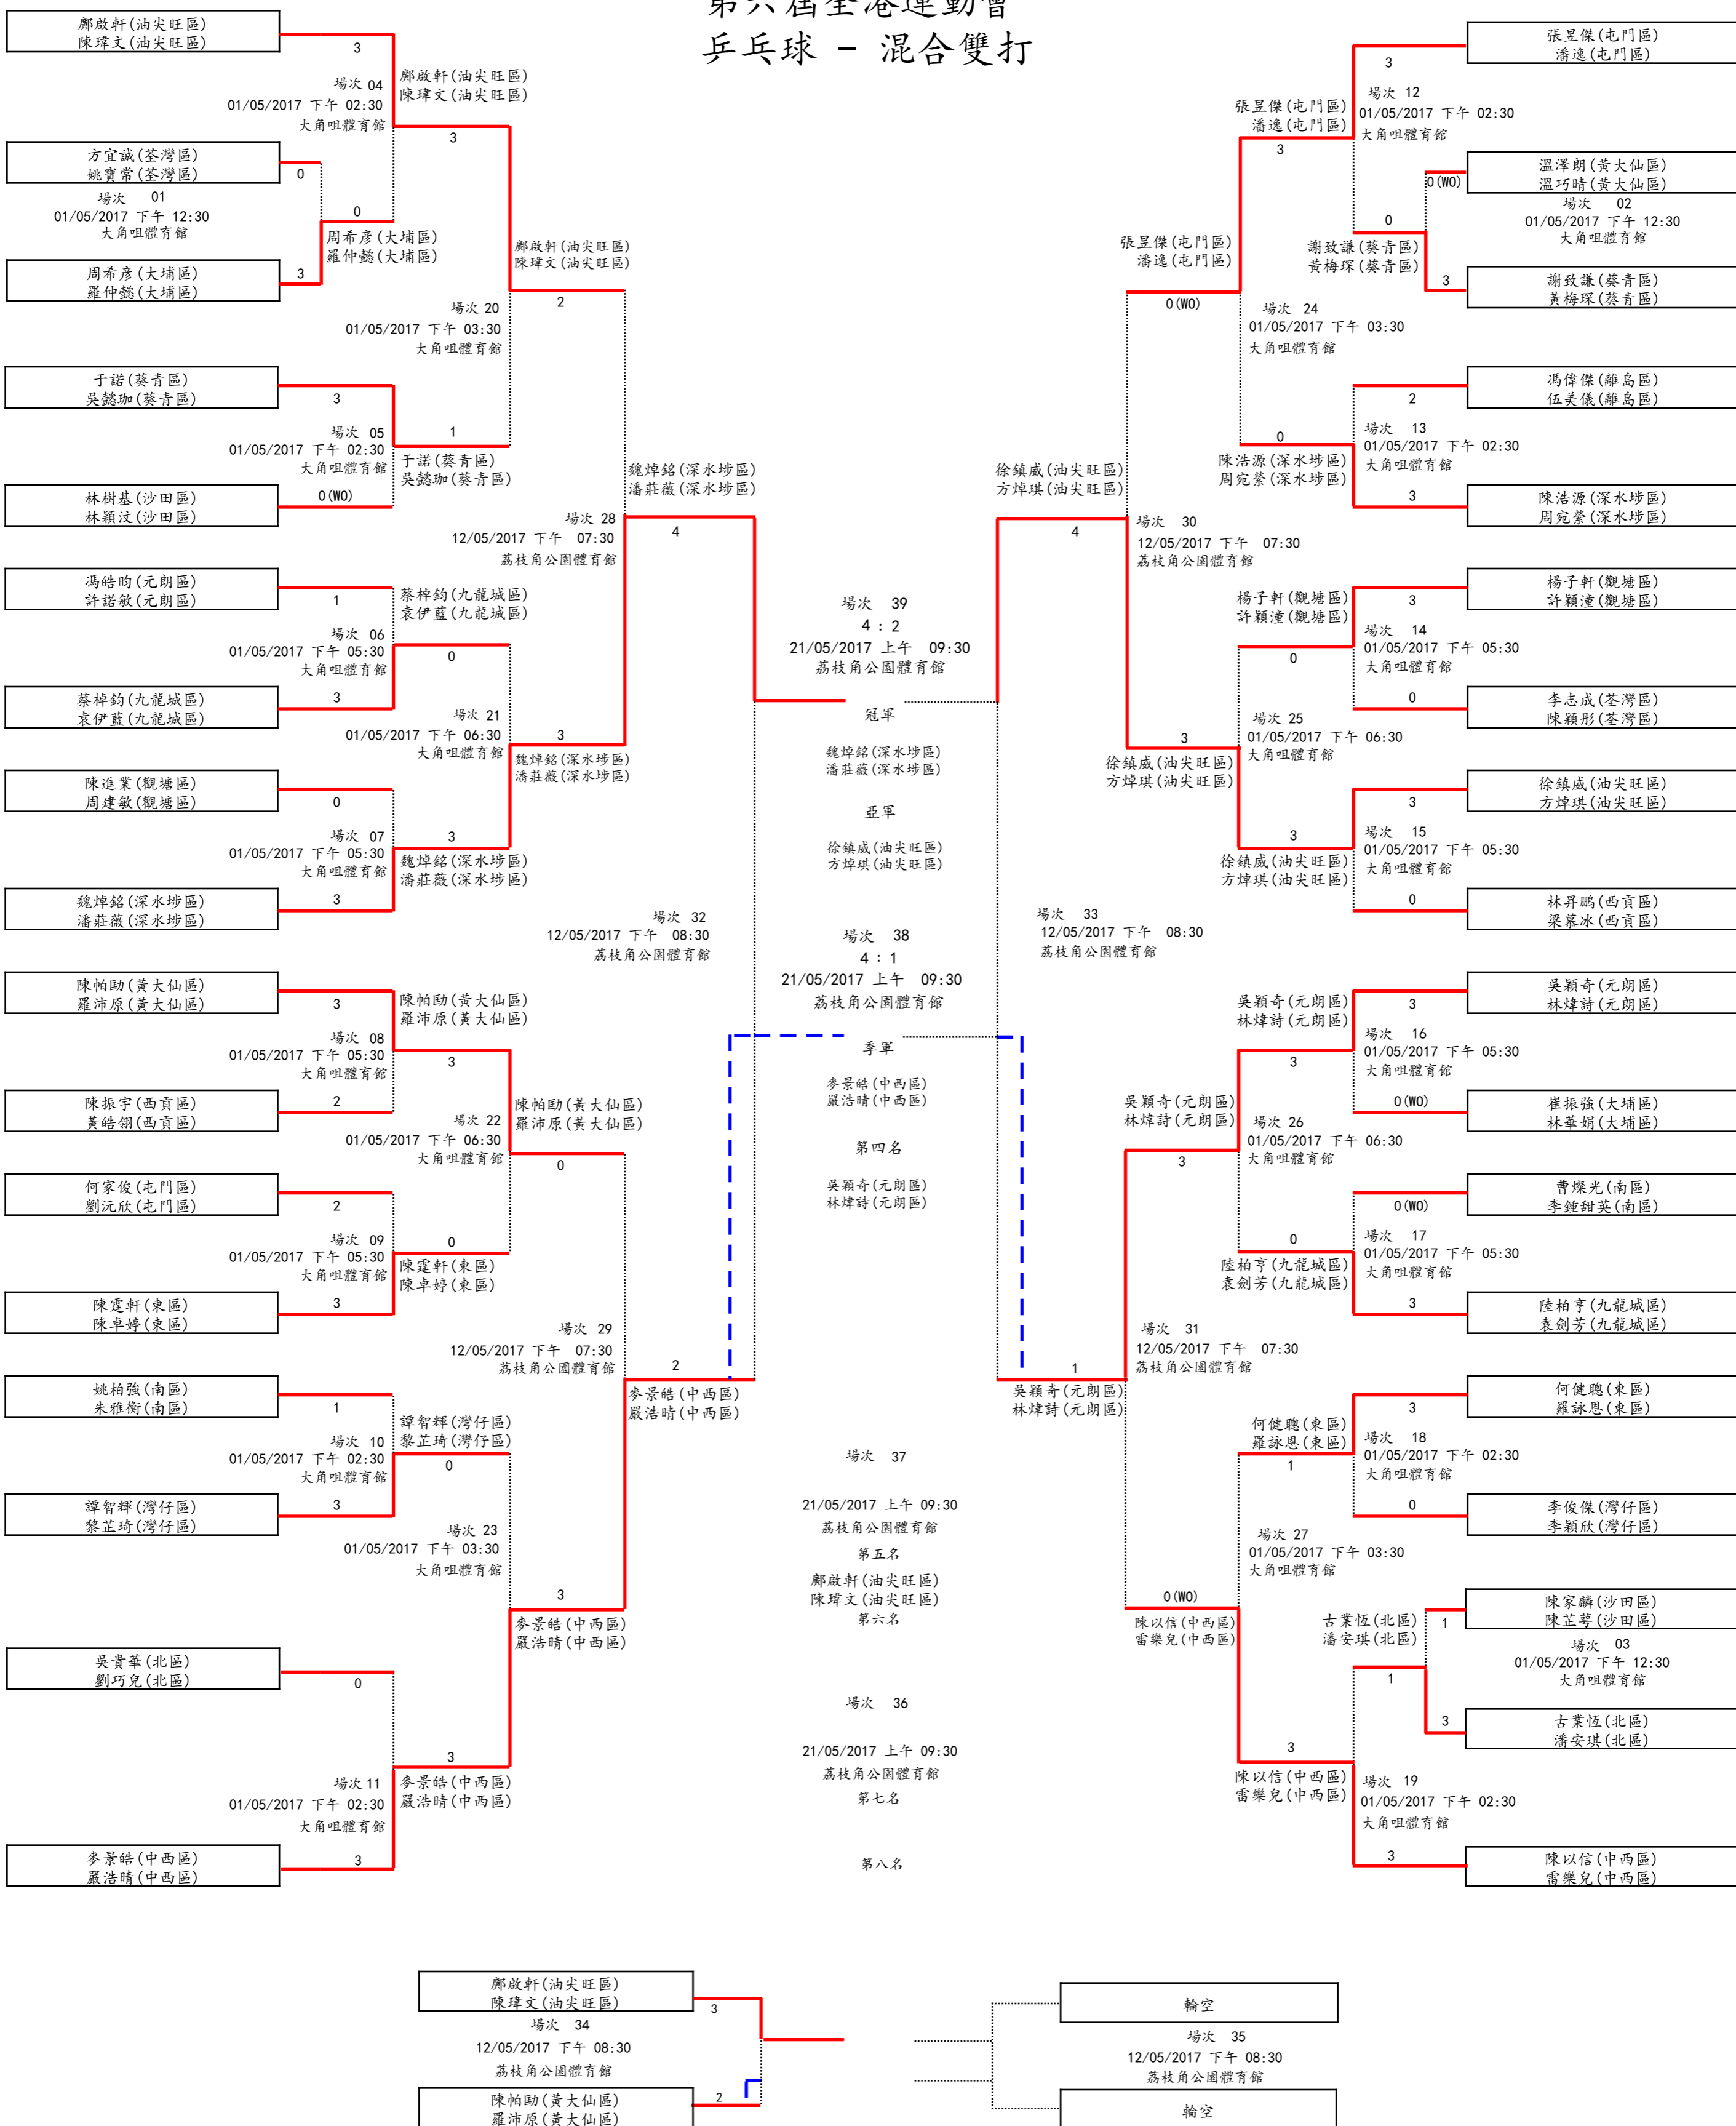 第六屆全港運動會
乒乓球 - 混合雙打
鄺啟軒(油尖旺區)
陳瑋文(油尖旺區)
3
場次 04
01/05/2017 下午 02:30
大角咀體育館
鄺啟軒(油尖旺區)
陳瑋文(油尖旺區)
3
方宜誠(荃灣區)
姚寶常(荃灣區)
0
場次 01
01/05/2017 下午 12:30
大角咀體育館
0
周希彥(大埔區)
羅仲懿(大埔區)
周希彥(大埔區)
羅仲懿(大埔區)
3
鄺啟軒(油尖旺區)
陳瑋文(油尖旺區)
2
場次 20
01/05/2017 下午 03:30
大角咀體育館
于諾(葵青區)
吳懿珈(葵青區)
3
場次 05
01/05/2017 下午 02:30
大角咀體育館
1
于諾(葵青區)
吳懿珈(葵青區)
林樹基(沙田區)
林穎汶(沙田區)
0(WO)
魏焯銘(深水埗區)
潘莊薇(深水埗區)
4
場次 28
12/05/2017 下午 07:30
荔枝角公園體育館
馮皓昀(元朗區)
許諾敏(元朗區)
1
場次 06
01/05/2017 下午 05:30
大角咀體育館
蔡棹鈞(九龍城區)
袁伊藍(九龍城區)
0
蔡棹鈞(九龍城區)
袁伊藍(九龍城區)
3
場次 21
01/05/2017 下午 06:30
大角咀體育館
3
魏焯銘(深水埗區)
潘莊薇(深水埗區)
陳進業(觀塘區)
周建敏(觀塘區)
0
場次 07
01/05/2017 下午 05:30
大角咀體育館
3
魏焯銘(深水埗區)
潘莊薇(深水埗區)
魏焯銘(深水埗區)
潘莊薇(深水埗區)
3
場次 32
12/05/2017 下午 08:30
荔枝角公園體育館
陳帕勛(黃大仙區)
羅沛原(黃大仙區)
3
場次 08
01/05/2017 下午 05:30
大角咀體育館
陳帕勛(黃大仙區)
羅沛原(黃大仙區)
3
陳振宇(西貢區)
黃皓翎(西貢區)
2
場次 22
01/05/2017 下午 06:30
大角咀體育館
陳帕勛(黃大仙區)
羅沛原(黃大仙區)
0
何家俊(屯門區)
劉沅欣(屯門區)
2
場次 09
01/05/2017 下午 05:30
大角咀體育館
0
陳霆軒(東區)
陳卓婷(東區)
陳霆軒(東區)
陳卓婷(東區)
3
場次 29
12/05/2017 下午 07:30
荔枝角公園體育館
2
麥景皓(中西區)
嚴浩晴(中西區)
姚柏強(南區)
朱雅衡(南區)
1
場次 10
01/05/2017 下午 02:30
大角咀體育館
譚智輝(灣仔區)
黎芷琦(灣仔區)
0
譚智輝(灣仔區)
黎芷琦(灣仔區)
3
場次 23
01/05/2017 下午 03:30
大角咀體育館
3
麥景皓(中西區)
嚴浩晴(中西區)
吳貴華(北區)
劉巧兒(北區)
0
場次11
01/05/2017 下午 02:30
大角咀體育館
3
麥景皓(中西區)
嚴浩晴(中西區)
麥景皓(中西區)
嚴浩晴(中西區)
3
場次 39
4 : 2
21/05/2017 上午 09:30
荔枝角公園體育館
冠軍
魏焯銘(深水埗區)
潘莊薇(深水埗區)
亞軍
徐鎮威(油尖旺區)
方焯琪(油尖旺區)
場次 38
4 : 1
21/05/2017 上午 09:30
荔枝角公園體育館
季軍
麥景皓(中西區)
嚴浩晴(中西區)
第四名
吳穎奇(元朗區)
林煒詩(元朗區)
場次 37
21/05/2017 上午 09:30
荔枝角公園體育館
第五名
鄺啟軒(油尖旺區)
陳瑋文(油尖旺區)
第六名
場次 36
21/05/2017 上午 09:30
荔枝角公園體育館
第七名
第八名
張昱傑(屯門區)
潘逸(屯門區)
3
場次 12
01/05/2017 下午 02:30
大角咀體育館
張昱傑(屯門區)
潘逸(屯門區)
3
溫澤朗(黃大仙區)
溫巧晴(黃大仙區)
0(WO)
場次 02
01/05/2017 下午 12:30
大角咀體育館
0
謝致謙(葵青區)
黃梅琛(葵青區)
謝致謙(葵青區)
黃梅琛(葵青區)
3
張昱傑(屯門區)
潘逸(屯門區)
0(WO)
場次 24
01/05/2017 下午 03:30
大角咀體育館
馮偉傑(離島區)
伍美儀(離島區)
2
場次 13
01/05/2017 下午 02:30
大角咀體育館
0
陳浩源(深水埗區)
周宛縈(深水埗區)
陳浩源(深水埗區)
周宛縈(深水埗區)
3
徐鎮威(油尖旺區)
方焯琪(油尖旺區)
4
場次 30
12/05/2017 下午 07:30
荔枝角公園體育館
楊子軒(觀塘區)
許穎潼(觀塘區)
3
場次 14
01/05/2017 下午 05:30
大角咀體育館
楊子軒(觀塘區)
許穎潼(觀塘區)
0
李志成(荃灣區)
陳穎彤(荃灣區)
0
場次 25
01/05/2017 下午 06:30
大角咀體育館
3
徐鎮威(油尖旺區)
方焯琪(油尖旺區)
徐鎮威(油尖旺區)
方焯琪(油尖旺區)
3
場次 15
01/05/2017 下午 05:30
大角咀體育館
3
徐鎮威(油尖旺區)
方焯琪(油尖旺區)
林昇鵬(西貢區)
梁慕冰(西貢區)
0
場次 33
12/05/2017 下午 08:30
荔枝角公園體育館
吳穎奇(元朗區)
林煒詩(元朗區)
3
場次 16
01/05/2017 下午 05:30
大角咀體育館
吳穎奇(元朗區)
林煒詩(元朗區)
3
崔振強(大埔區)
林華娟(大埔區)
0(WO)
吳穎奇(元朗區)
林煒詩(元朗區)
3
場次 26
01/05/2017 下午 06:30
大角咀體育館
曹燦光(南區)
李鍾甜英(南區)
0(WO)
場次 17
01/05/2017 下午 05:30
大角咀體育館
0
陸柏亨(九龍城區)
袁劍芳(九龍城區)
陸柏亨(九龍城區)
袁劍芳(九龍城區)
3
場次 31
12/05/2017 下午 07:30
荔枝角公園體育館
1
吳穎奇(元朗區)
林煒詩(元朗區)
何健聰(東區)
羅詠恩(東區)
3
場次 18
01/05/2017 下午 02:30
大角咀體育館
何健聰(東區)
羅詠恩(東區)
1
李俊傑(灣仔區)
李穎欣(灣仔區)
0
場次 27
01/05/2017 下午 03:30
大角咀體育館
0(WO)
陳以信(中西區)
雷樂兒(中西區)
陳家麟(沙田區)
陳芷萼(沙田區)
1
場次 03
01/05/2017 下午 12:30
大角咀體育館
古業恆(北區)
潘安琪(北區)
1
古業恆(北區)
潘安琪(北區)
3
3
陳以信(中西區)
雷樂兒(中西區)
場次 19
01/05/2017 下午 02:30
大角咀體育館
陳以信(中西區)
雷樂兒(中西區)
3
鄺啟軒(油尖旺區)
陳瑋文(油尖旺區)
3
場次 34
12/05/2017 下午 08:30
荔枝角公園體育館
陳帕勛(黃大仙區)
羅沛原(黃大仙區)
2
輪空
場次 35
12/05/2017 下午 08:30
荔枝角公園體育館
輪空